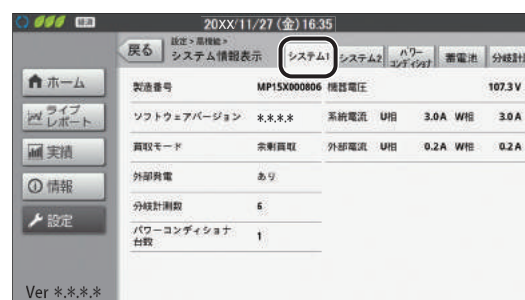 経済
20XX/11/27 (金) 16:35
戻る
設定 > 高機能 >
システム情報表示
システム1
システム2
パワーコンディショナ1
蓄電池
分岐計
ホーム
ライブレポート
実績
情報
設定
Ver *.*.*.*
製造番号 MP15X000806
ソフトウェアバージョン *.*.*.*
買取モード 余剰買取
外部発電 あり
分岐計測数 6
パワーコンディショナ
台数 1
機器電圧 107.3 V
系統電流 U相 3.0 A W相 3.0 A
外部電流 U相 0.2 A W相 0.2 A